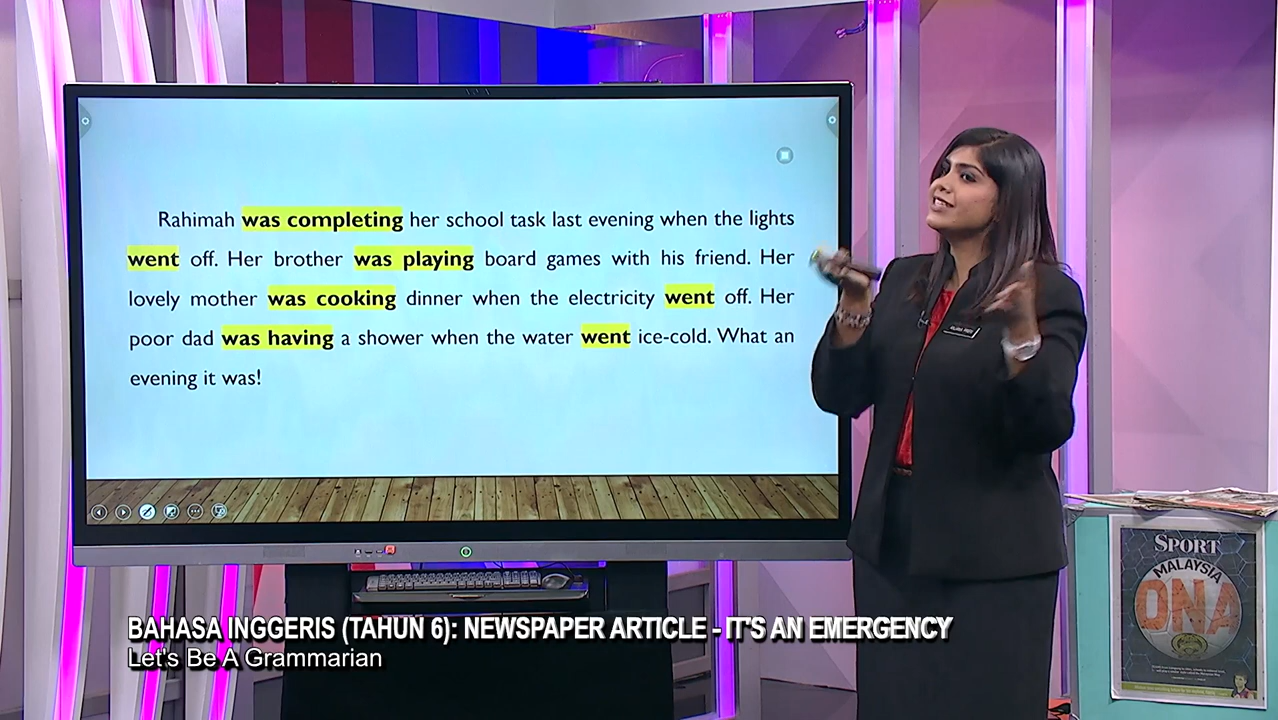 Rahimah was completing her school task last evening when the lights
went off. Her brother was playing board games with his friend. Her
lovely mother was cooking dinner when the electricity went off. Her
poor dad was having a shower when the water went ice-cold. What an
evening it was!
SPORT
MALAYSIA
DNA
BAHASA INGGERIS (TAHUN 6): NEWSPAPER ARTICLE - IT'S AN EMERGENCY
Let's Be A Grammarian